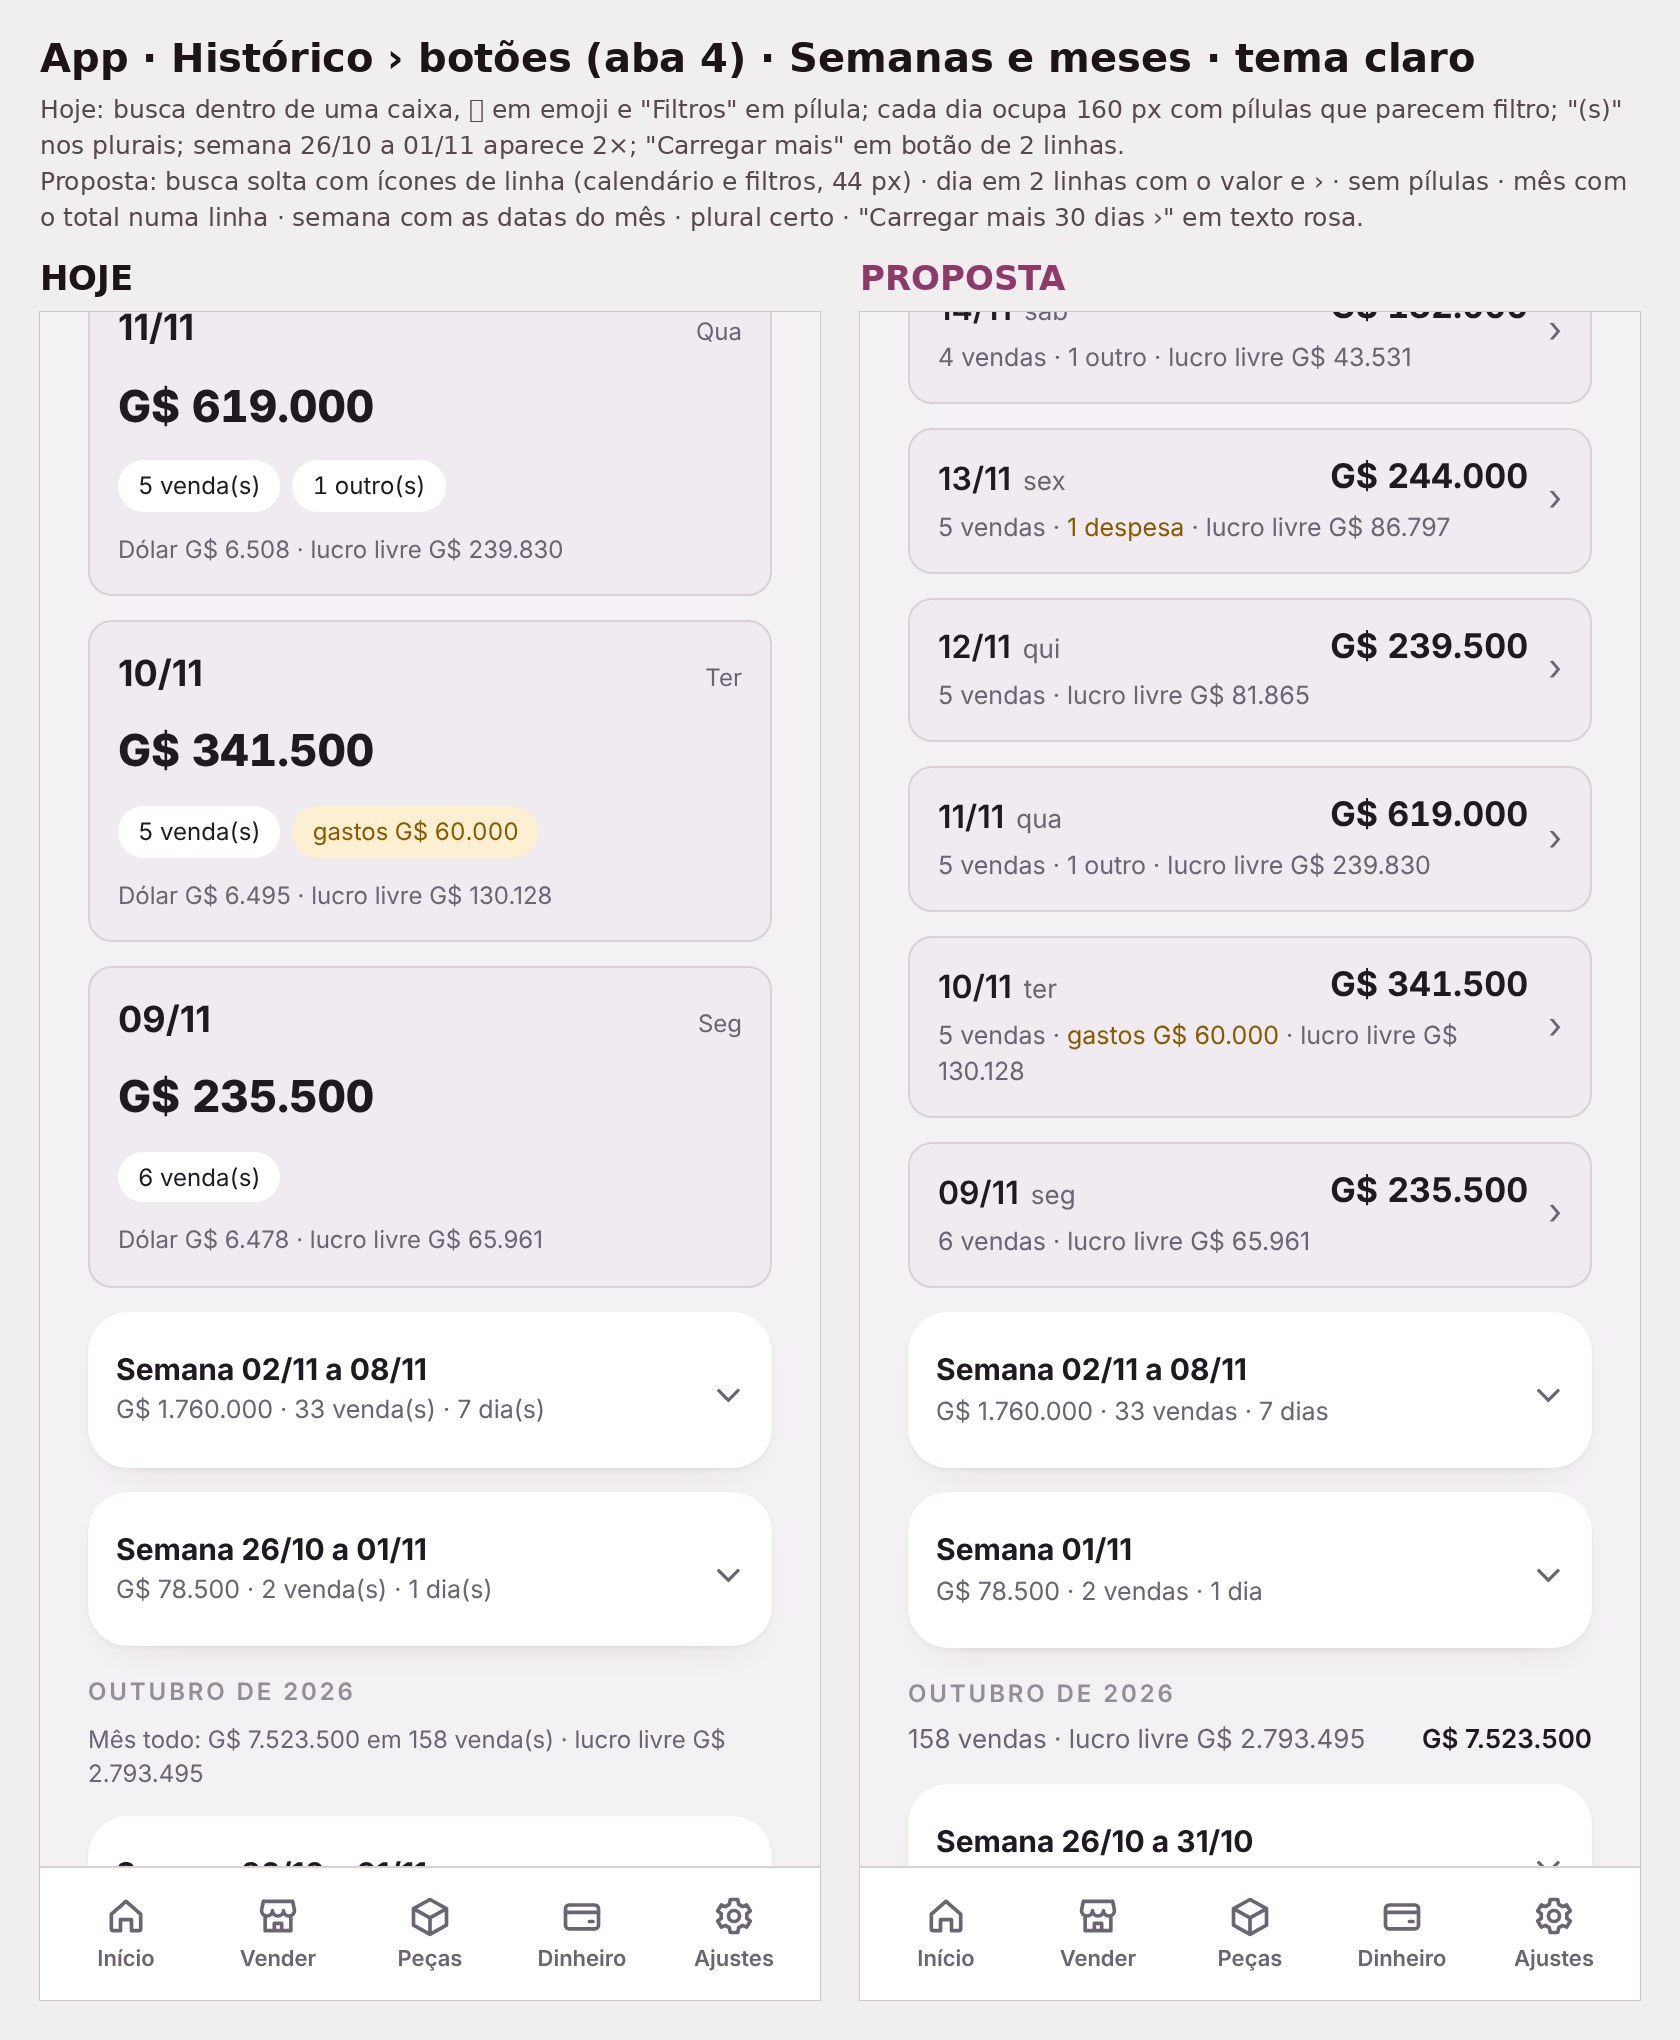 App · Histórico › botões (aba 4) · Semanas e meses · tema claro
Hoje: busca dentro de uma caixa, em emoji e "Filtros" em pílula; cada dia ocupa 160 px com pílulas que parecem filtro; "(s)"
nos plurais; semana 26/10 a 01/11 aparece 2×; "Carregar mais" em botão de 2 linhas.
Proposta: busca solta com ícones de linha (calendário e filtros, 44 px) · dia em 2 linhas com o valor e › · sem pílulas · mês com
o total numa linha · semana com as datas do mês · plural certo · "Carregar mais 30 dias ›" em texto rosa.
HOJE
11/11 Qua
G$ 619.000
5 venda(s) 1 outro(s)
Dólar G$ 6.508 · lucro livre G$ 239.830
10/11 Ter
G$ 341.500
5 venda(s) gastos G$ 60.000
Dólar G$ 6.495 · lucro livre G$ 130.128
09/11 Seg
G$ 235.500
6 venda(s)
Dólar G$ 6.478 · lucro livre G$ 65.961
Semana 02/11 a 08/11
G$ 1.760.000 · 33 venda(s) · 7 dia(s)
Semana 26/10 a 01/11
G$ 78.500 · 2 venda(s) · 1 dia(s)
OUTUBRO DE 2026
Mês todo: G$ 7.523.500 em 158 venda(s) · lucro livre G$
2.793.495
Início Vender Peças Dinheiro Ajustes
PROPOSTA
4 vendas · 1 outro · lucro livre G$ 43.531
›
13/11 sex G$ 244.000 ›
5 vendas · 1 despesa · lucro livre G$ 86.797
12/11 qui G$ 239.500 ›
5 vendas · lucro livre G$ 81.865
11/11 qua G$ 619.000 ›
5 vendas · 1 outro · lucro livre G$ 239.830
10/11 ter G$ 341.500 ›
5 vendas · gastos G$ 60.000 · lucro livre G$
130.128
09/11 seg G$ 235.500 ›
6 vendas · lucro livre G$ 65.961
Semana 02/11 a 08/11
G$ 1.760.000 · 33 vendas · 7 dias
Semana 01/11
G$ 78.500 · 2 vendas · 1 dia
OUTUBRO DE 2026
158 vendas · lucro livre G$ 2.793.495 G$ 7.523.500
Semana 26/10 a 31/10
Início Vender Peças Dinheiro Ajustes